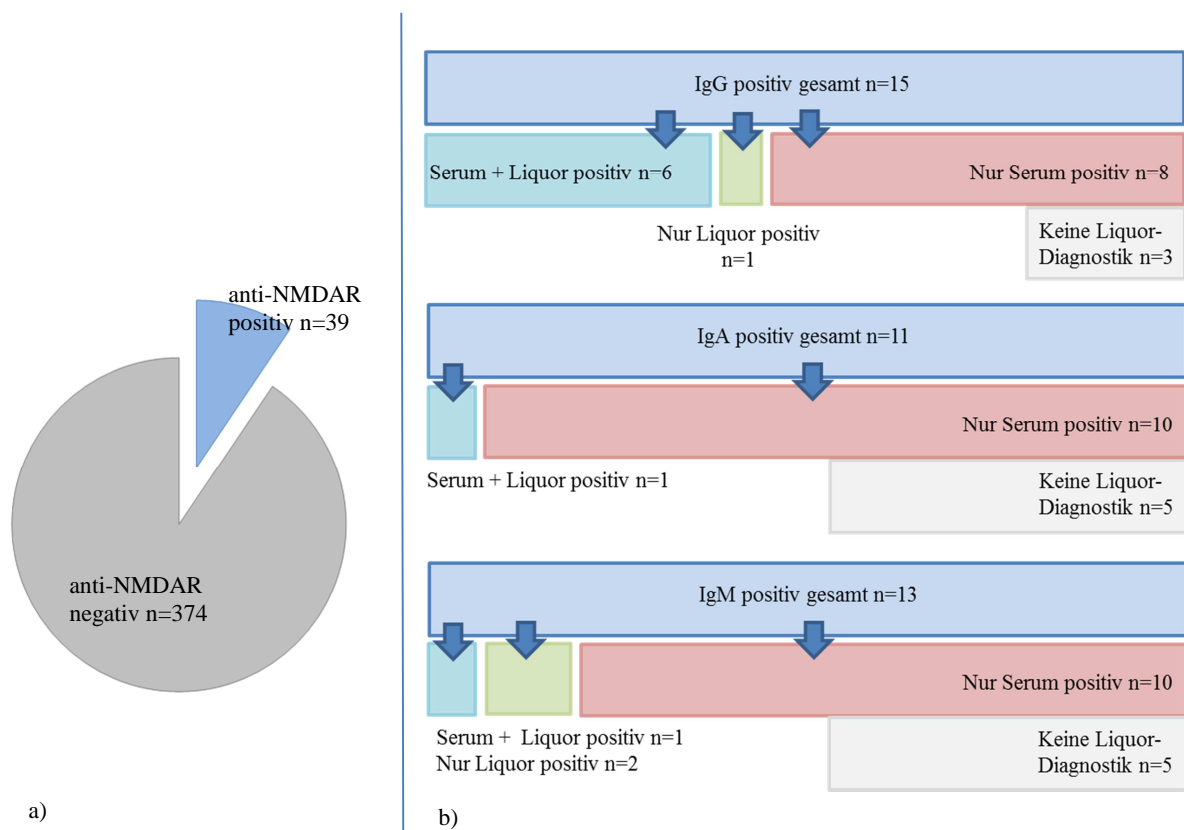 anti-NMDAR
positiv n=39
anti-NMDAR
negativ n=374
a)
IgG positiv gesamt n=15
Serum + Liquor positiv n=6
Nur Serum positiv n=8
Nur Liquor positiv
n=1
Keine Liquor-
Diagnostik n=3
IgA positiv gesamt n=11
Nur Serum positiv n=10
Serum + Liquor positiv n=1
Keine Liquor-
Diagnostik n=5
IgM positiv gesamt n=13
Nur Serum positiv n=10
Serum + Liquor positiv n=1
Nur Liquor positiv n=2
Keine Liquor-
Diagnostik n=5
b)